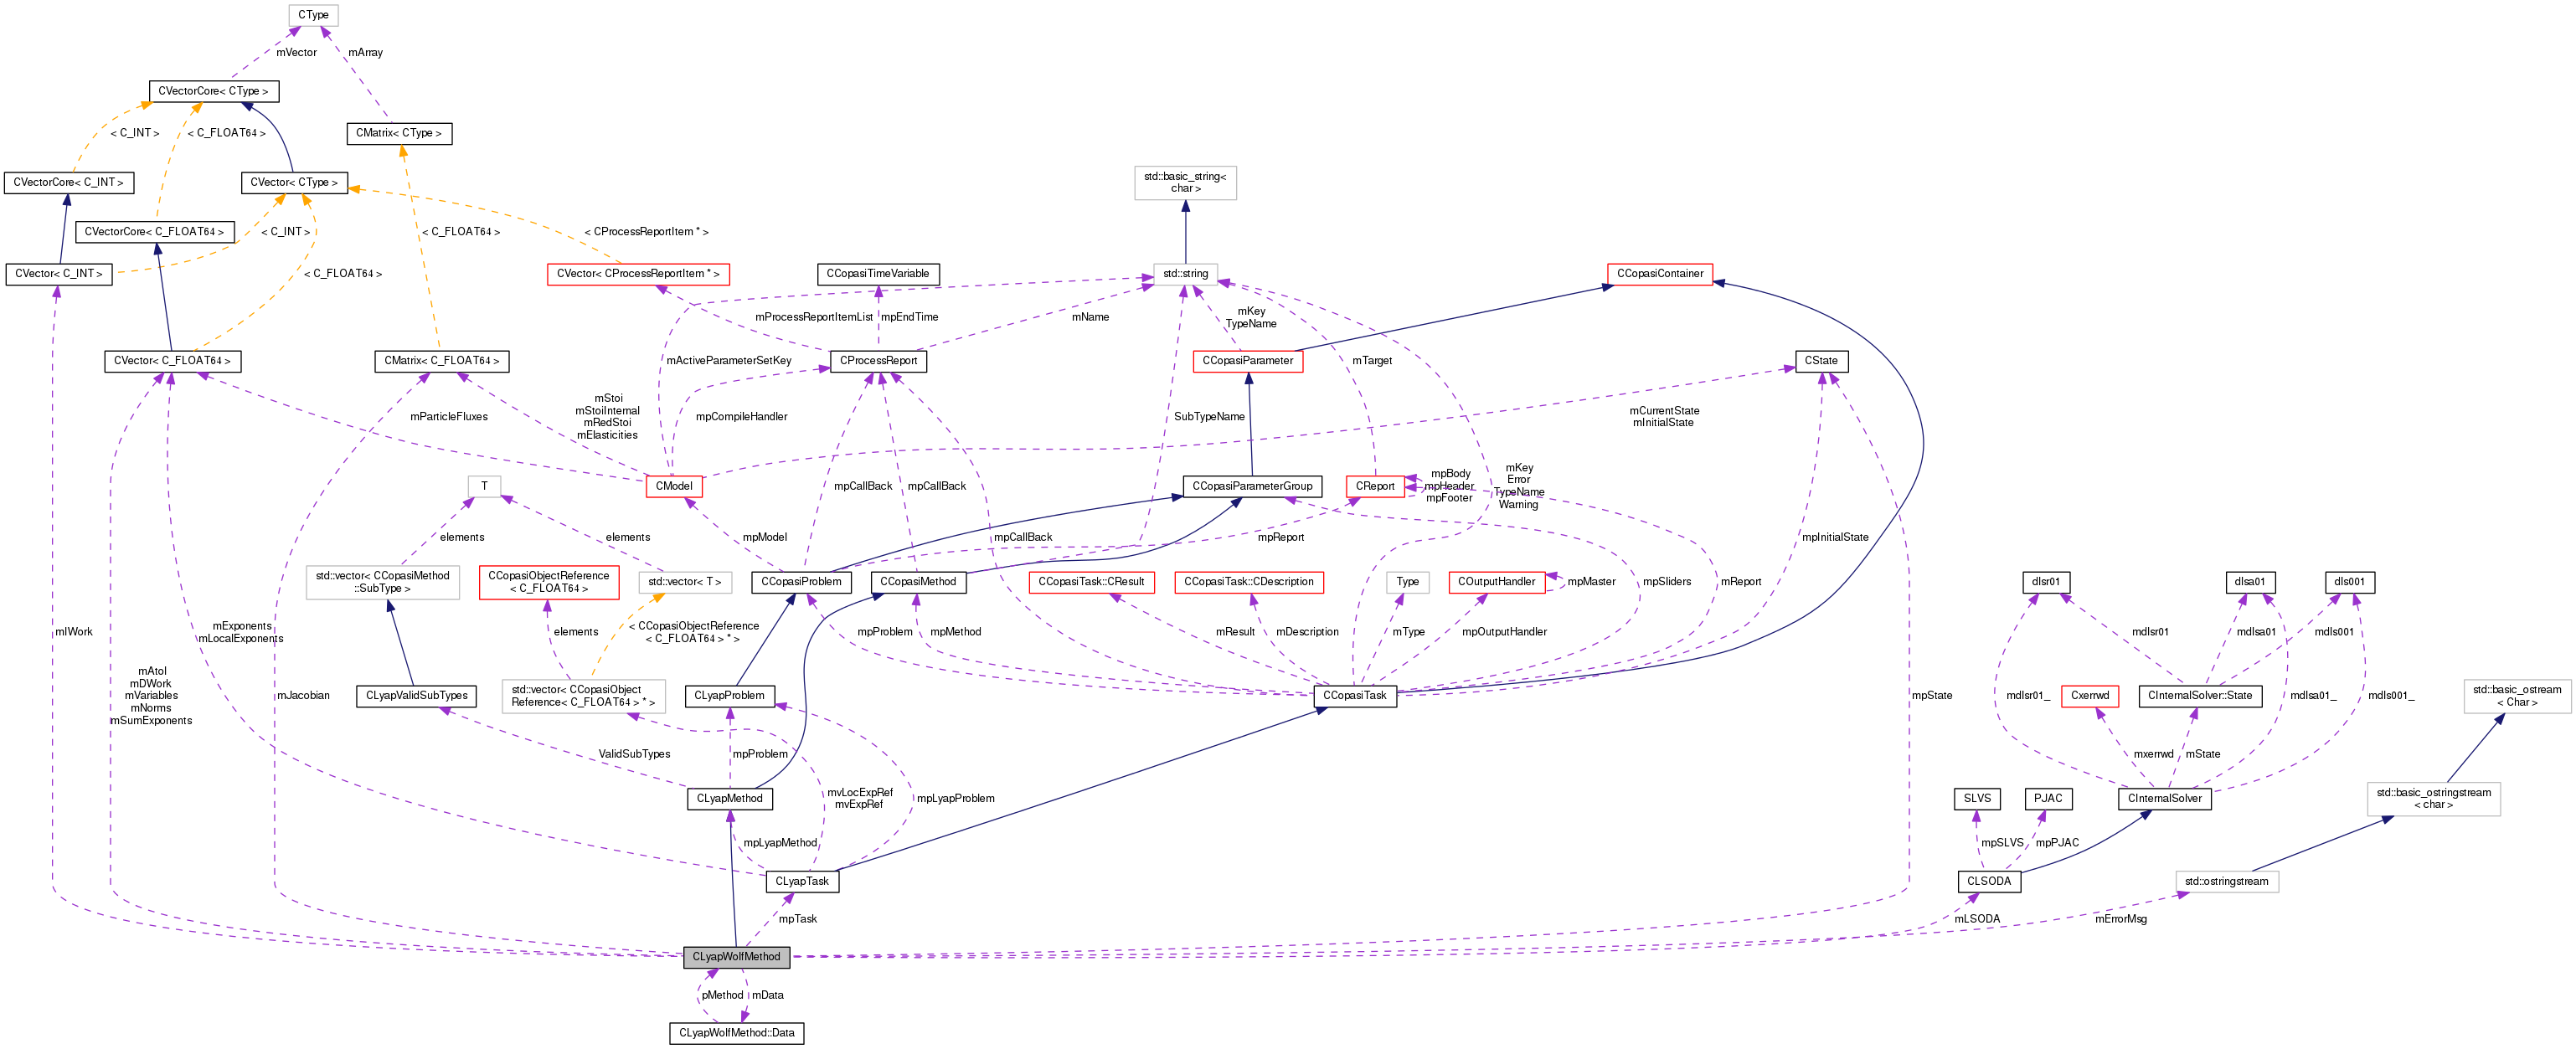 CType
mVector
mArray
CVectorCore< CType >
< C_INT >
< C_FLOAT64 >
CMatrix< CType >
CVectorCore< C_INT >
CVector< CType >
std::basic_string<
char >
CVectorCore< C_FLOAT64 >
< C_INT >
< C_FLOAT64 >
< CProcessReportItem * >
CVector< C_INT >
< C_FLOAT64 >
CVector< CProcessReportItem * >
CCopasiTimeVariable
std::string
CCopasiContainer
mProcessReportItemList
mpEndTime
mName
mKey
TypeName
CVector< C_FLOAT64 >
CMatrix< C_FLOAT64 >
mActiveParameterSetKey
CProcessReport
CCopasiParameter
mTarget
CState
mParticleFluxes
mStoi
mStoiInternal
mRedStoi
mElasticities
mpCompileHandler
SubTypeName
mCurrentState
mInitialState
T
CModel
mpCallBack
mpCallBack
CCopasiParameterGroup
CReport
mpBody
mpHeader
mpFooter
mKey
Error
TypeName
Warning
elements
elements
mpModel
mpReport
mpCallBack
mpInitialState
std::vector< CCopasiMethod
::SubType >
CCopasiObjectReference
< C_FLOAT64 >
std::vector< T >
CCopasiProblem
CCopasiMethod
CCopasiTask::CResult
CCopasiTask::CDescription
Type
COutputHandler
mpMaster
mpSliders
mReport
dlsr01
dlsa01
dls001
mIWork
mExponents
mLocalExponents
elements
< CCopasiObjectReference
< C_FLOAT64 > * >
mpProblem
mpMethod
mResult
mDescription
mType
mpOutputHandler
mdlsr01
mdlsa01
mdls001
mAtol
mDWork
mVariables
mNorms
mSumExponents
mJacobian
CLyapValidSubTypes
std::vector< CCopasiObject
Reference< C_FLOAT64 > * >
CLyapProblem
CCopasiTask
mpState
mdlsr01_
Cxerrwd
CInternalSolver::State
mdlsa01_
mdls001_
std::basic_ostream
< Char >
ValidSubTypes
mpProblem
mxerrwd
mState
CLyapMethod
mvLocExpRef
mvExpRef
mpLyapProblem
SLVS
PJAC
CInternalSolver
std::basic_ostringstream
< char >
mpLyapMethod
mpSLVS
mpPJAC
CLyapTask
CLSODA
std::ostringstream
mpTask
mLSODA
mErrorMsg
CLyapWolfMethod
pMethod
mData
CLyapWolfMethod::Data